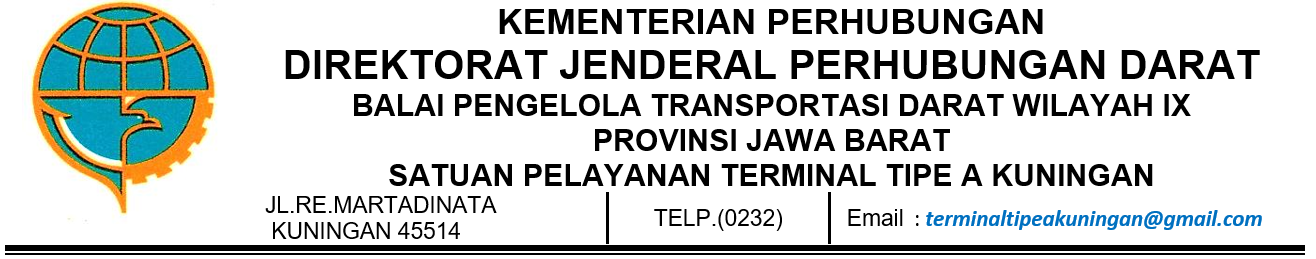 KEMENTERIAN PERHUBUNGAN
DIREKTORAT JENDERAL PERHUBUNGAN DARAT
BALAI PENGELOLA TRANSPORTASI DARAT WILAYAH IX
PROVINSI JAWA BARAT
SATUAN PELAYANAN TERMINAL TIPE A KUNINGAN
JL.RE.MARTADINATA
KUNINGAN 45514
TELP.(0232)
Email : terminaltipeakuningan@gmail.com